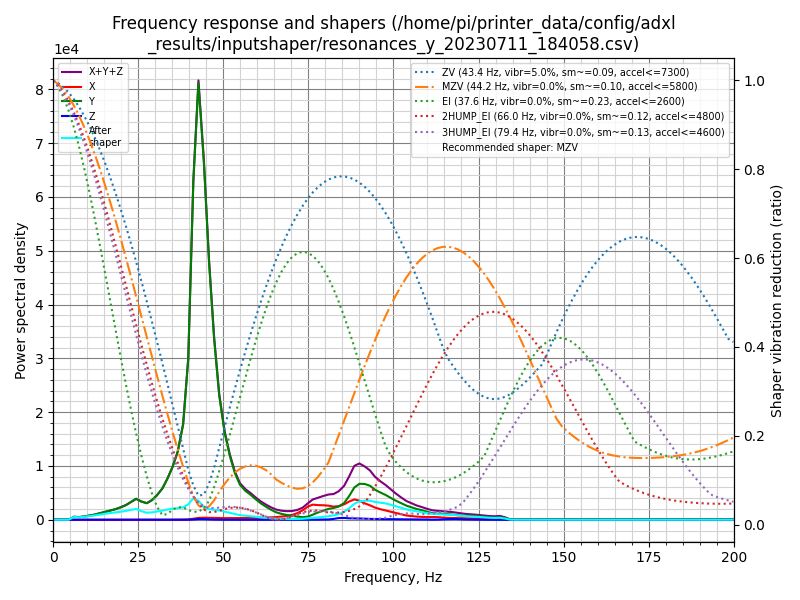 Frequency response and shapers (/home/pi/printer_data/config/adxl
_results/inputshaper/resonances_y_20230711_184058.csv)
1e4
X+Y+Z
X
Y
Z
After
shaper
ZV (43.4 Hz, vibr=5.0%, sm~=0.09, accel<=7300)
MZV (44.2 Hz, vibr=0.0%, sm~=0.10, accel<=5800)
EI (37.6 Hz, vibr=0.0%, sm~=0.23, accel<=2600)
2HUMP_EI (66.0 Hz, vibr=0.0%, sm~=0.12, accel<=4800)
3HUMP_EI (79.4 Hz, vibr=0.0%, sm~=0.13, accel<=4600)
Recommended shaper: MZV
Power spectral density
8
7
6
5
4
3
2
1
0
1.0
0.8
0.6
0.4
0.2
0.0
Shaper vibration reduction (ratio)
0 25 50 75 100 125 150 175 200
Frequency, Hz